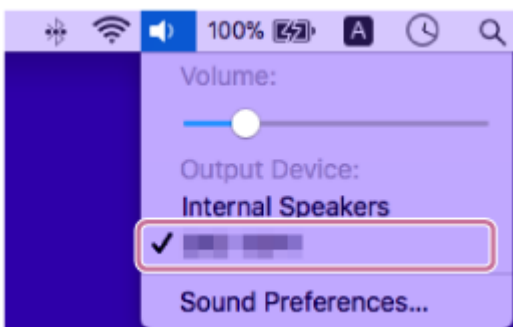 100% A
Volume:
Output Device:
Internal Speakers
Sound Preferences...